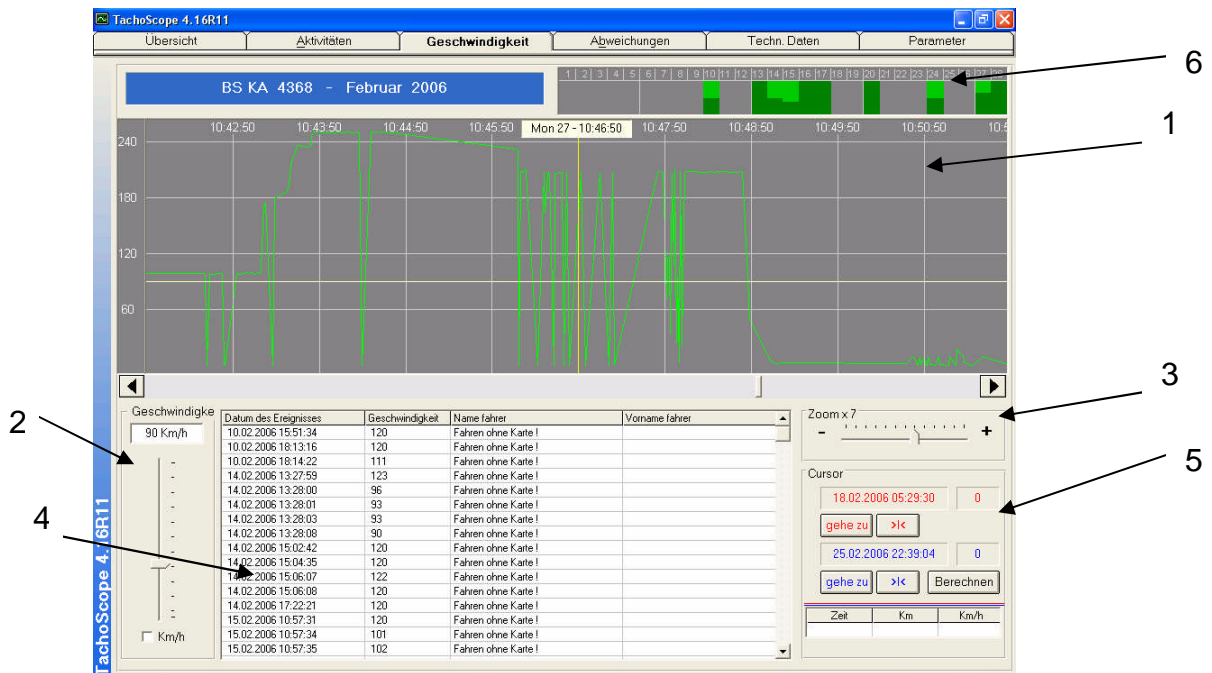 TachoScope 4.16R11
Übersicht Aktivitäten Geschwindigkeit Abweichungen Techn. Daten Parameter
6
BS KA 4368 - Februar 2006
1 2 3 4 5 6 7 8 9 10 11 12 13 14 15 16 17 18 19 20 21 22 23 24 25 26 27 28
1
10:42:50 10:43:50 10:44:50 10:45:50 Mon 27 - 10:46:50 10:47:50 10:48:50 10:49:50 10:50:50 10:5
240
180
120
60
3
2
Geschwindigke
90 Km/h
Km/h
Datum des Ereignisses Geschwindigkeit Name fahrer Vorname fahrer
10.02.2006 15:51:34 120 Fahren ohne Karte !
10.02.2006 18:13:16 120 Fahren ohne Karte !
10.02.2006 18:14:22 111 Fahren ohne Karte !
14.02.2006 13:27:59 123 Fahren ohne Karte !
14.02.2006 13:28:00 96 Fahren ohne Karte !
14.02.2006 13:28:01 93 Fahren ohne Karte !
14.02.2006 13:28:03 93 Fahren ohne Karte !
14.02.2006 13:28:08 90 Fahren ohne Karte !
14.02.2006 15:02:42 120 Fahren ohne Karte !
14.02.2006 15:04:35 120 Fahren ohne Karte !
14.02.2006 15:06:07 122 Fahren ohne Karte !
14.02.2006 15:06:08 120 Fahren ohne Karte !
14.02.2006 17:22:21 120 Fahren ohne Karte !
15.02.2006 10:57:31 120 Fahren ohne Karte !
15.02.2006 10:57:34 101 Fahren ohne Karte !
15.02.2006 10:57:35 102 Fahren ohne Karte !
4
Zoom x 7
- +
Cursor
18.02.2006 05:29:30 0
gehe zu >|<
25.02.2006 22:39:04 0
gehe zu >|< Berechnen
Zeit Km Km/h
5
TachoScope 4.16R11